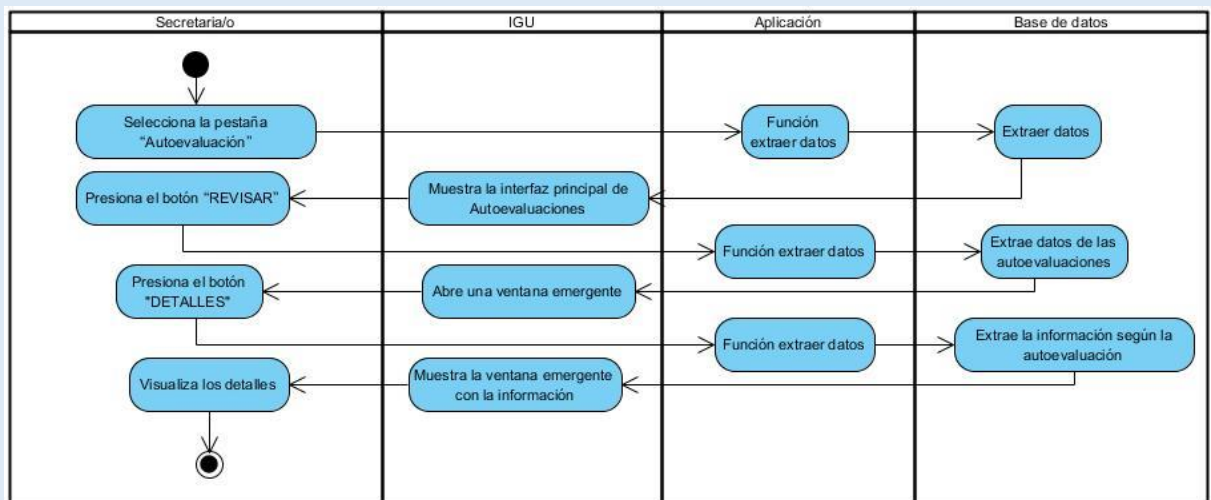 Secretaria/o
IGU
Aplicación
Base de datos
Selecciona la pestaña
"Autoevaluación"
Función
extraer datos
Extraer datos
Presiona el botón "REVISAR"
Muestra la interfaz principal de
Autoevaluaciones
Función extraer datos
Extrae datos de las
autoevaluaciones
Presiona el botón
"DETALLES"
Abre una ventana emergente
Función extraer datos
Extrae la información según la
autoevaluación
Visualiza los detalles
Muestra la ventana emergente
con la información